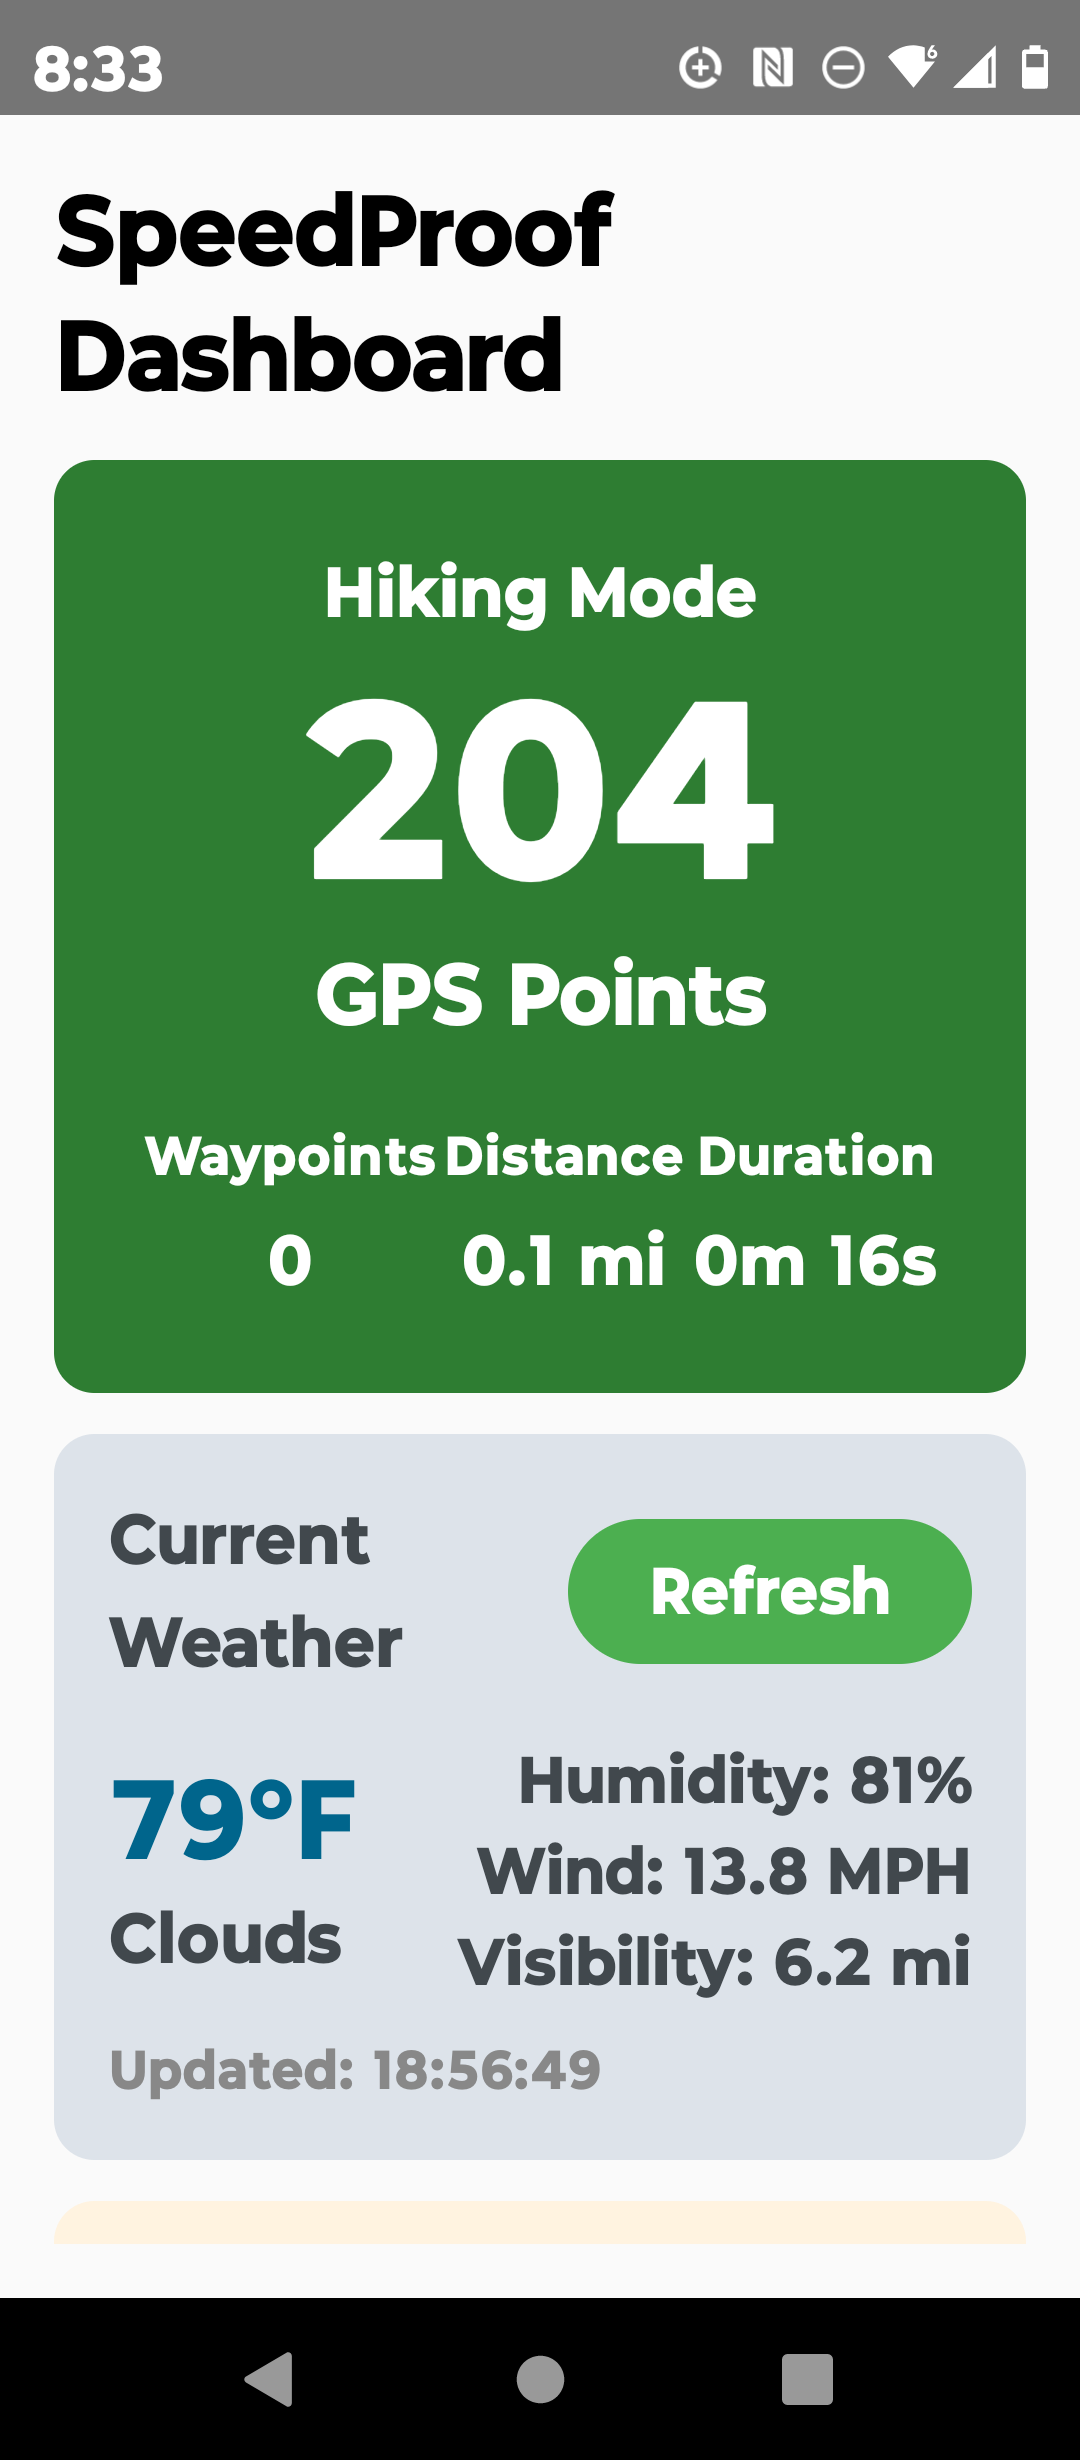 8:33
SpeedProof
Dashboard
Hiking Mode
204
GPS Points
Waypoints Distance Duration
0 0.1 mi 0m 16s
Current
Weather
Refresh
79°F
Clouds
Humidity: 81%
Wind: 13.8 MPH
Visibility: 6.2 mi
Updated: 18:56:49